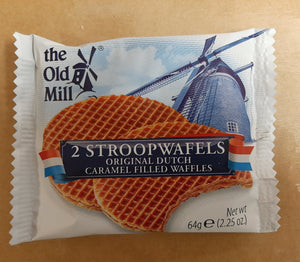 the
Old
Mill®
2 STROOPWAFELS
ORIGINAL DUTCH
CARAMEL FILLED WAFFLES
Net wt
64g ℮ (2.25 oz.)